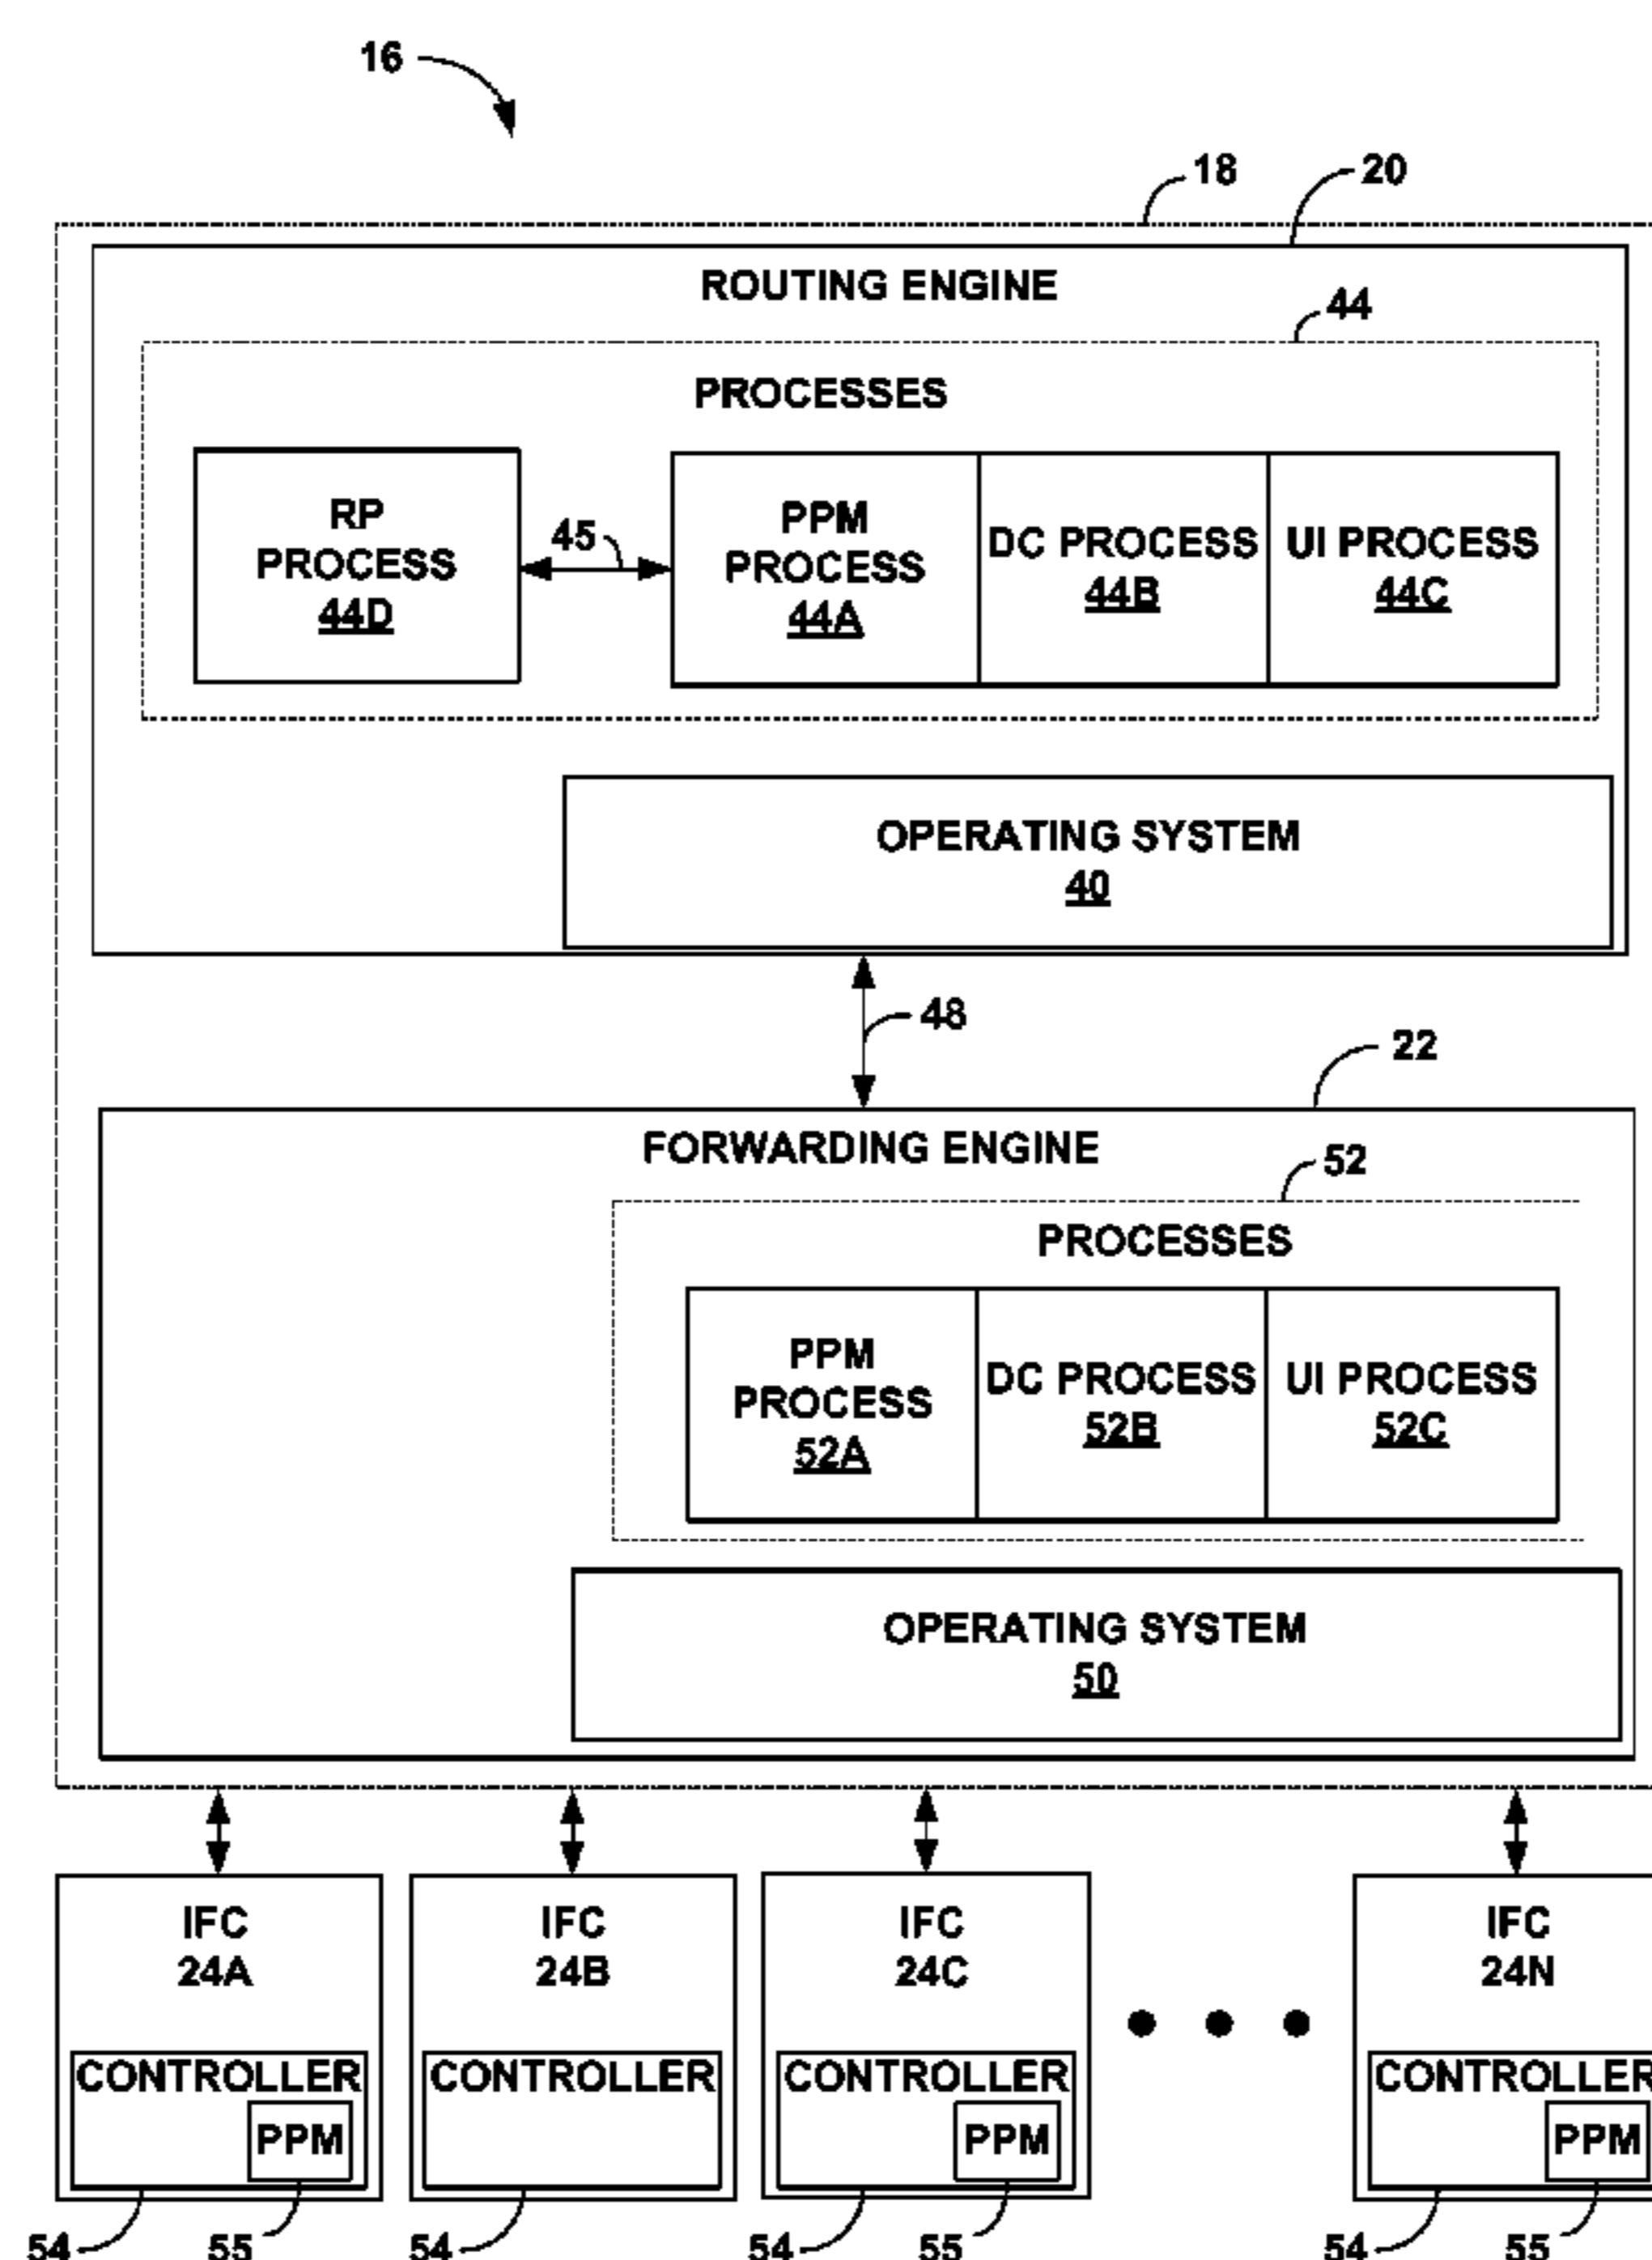 16
18
20
ROUTING ENGINE
44
PROCESSES
RP
PROCESS
44D
45
PPM
PROCESS
44A
DC PROCESS
44B
UI PROCESS
44C
OPERATING SYSTEM
40
48
22
FORWARDING ENGINE
52
PROCESSES
PPM
PROCESS
52A
DC PROCESS
52B
UI PROCESS
52C
OPERATING SYSTEM
50
IFC
24A
CONTROLLER
PPM
54
55
IFC
24B
CONTROLLER
54
IFC
24C
CONTROLLER
PPM
54
55
IFC
24N
CONTROLLER
PPM
54
55